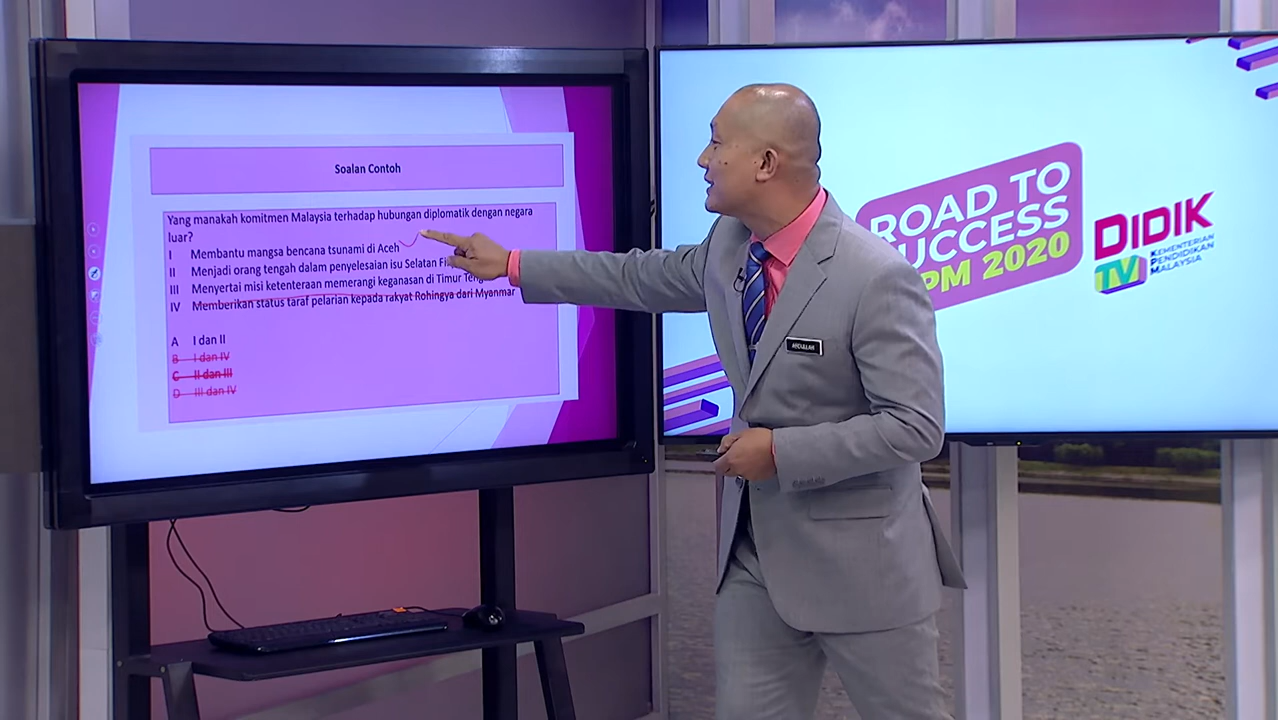 Soalan Contoh
Yang manakah komitmen Malaysia terhadap hubungan diplomatik dengan negara
luar?
I Membantu mangsa bencana tsunami di Aceh
II Menjadi orang tengah dalam penyelesaian isu Selatan
III Menyertai misi ketenteraan memerangi keganasan di Timur
IV Memberikan status taraf pelarian kepada rakyat Rohingya dari Myanmar
A I dan II
B I dan IV
C II dan III
D III dan IV
ROAD TO
UCCESS
PM 2020
DIDIK
TV
KEMENTERIAN
PENDIDIKAN
MALAYSIA
ABDULLAH